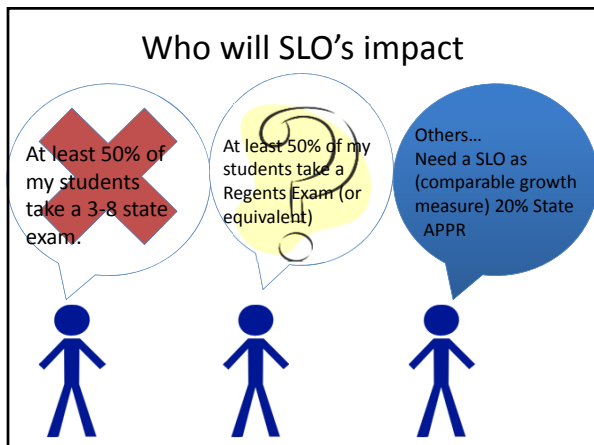 Who will SLO's impact
At least 50% of
my students
take a 3-8 state
exam.
At least 50% of my
students take a
Regents Exam (or
equivalent)
Others...
Need a SLO as
(comparable growth
measure) 20% State
APPR